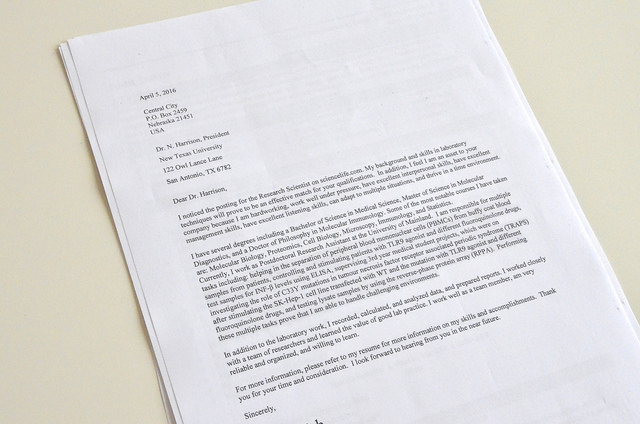 April 5, 2016
Central City
P.O. Box 2459
Nebraska 21451
USA
Dr. N. Harrison, President
New Texas University
122 Owl Lance Lane
San Antonio, TX 6782
Dear Dr. Harrison,
I noticed the posting for the Research Scientist on sciencelife.com. My background and skills in laboratory
techniques will prove to be an effective match for your qualifications. In addition, I feel I am an asset to your
company because I am hardworking, work well under pressure, have excellent interpersonal skills, have excellent
management skills, have excellent listening skills, can adapt to multiple situations, and thrive in a time environment.
I have several degrees including a Bachelor of Science in Medical Science, Master of Science in Molecular
Diagnostics, and a Doctor of Philosophy in Molecular Immunology. Some of the most notable courses I have taken
are: Molecular Biology, Proteomics, Cell Biology, Microscopy, Immunology, and Statistics.
Currently, I work as Postdoctoral Research Assistant at the University of Mainland. I am responsible for multiple
tasks including: helping in the separation of peripheral blood mononuclear cells (PBMCs) from buffy coat blood
samples from patients, controlling and stimulating patients with TLR9 agonist and different fluoroquinolone drugs,
test samples for INF-β levels using ELISA, supervising 3rd year medical student projects, which were on
investigating the role of C33Y mutations in tumour necrosis factor receptor associated periodic syndrome (TRAPS)
after stimulating the SK-Hep-1 cell line transfected with WT and the mutation with TLR9 agonist and different
fluoroquinolone drugs, and testing lysate samples by using the reverse-phase protein array (RPPA). Performing
these multiple tasks prove that I am able to handle challenging environments.
In addition to the laboratory work, I recorded, calculated, and analyzed data, and prepared reports. I worked closely
with a team of researchers and learned the value of good lab practice. I work well as a team member, am very
reliable and organized, and willing to learn.
For more information, please refer to my resume for more information on my skills and accomplishments. Thank
you for your time and consideration. I look forward to hearing from you in the near future.
Sincerely,